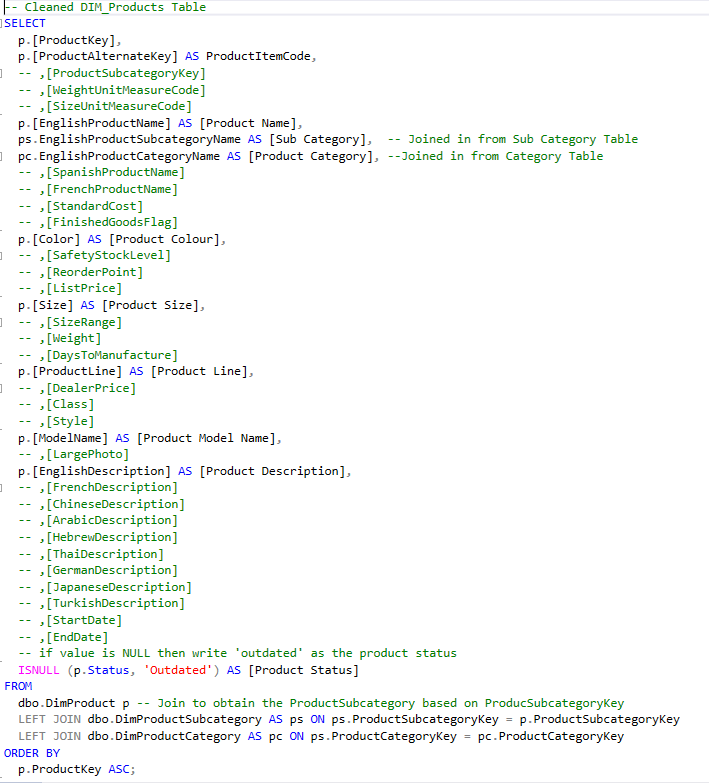 -- Cleaned DIM_Products Table
SELECT
p.[ProductKey],
p.[ProductAlternateKey] AS ProductItemCode,
-- ,[ProductSubcategoryKey]
-- ,[WeightUnitMeasureCode]
-- ,[SizeUnitMeasureCode]
p.[EnglishProductName] AS [Product Name],
ps.EnglishProductSubcategoryName AS [Sub Category],  -- Joined in from Sub Category Table
pc.EnglishProductCategoryName AS [Product Category], --Joined in from Category Table
-- ,[SpanishProductName]
-- ,[FrenchProductName]
-- ,[StandardCost]
-- ,[FinishedGoodsFlag]
p.[Color] AS [Product Colour],
-- ,[SafetyStockLevel]
-- ,[ReorderPoint]
-- ,[ListPrice]
p.[Size] AS [Product Size],
-- ,[SizeRange]
-- ,[Weight]
-- ,[DaysToManufacture]
p.[ProductLine] AS [Product Line],
-- ,[DealerPrice]
-- ,[Class]
-- ,[Style]
p.[ModelName] AS [Product Model Name],
-- ,[LargePhoto]
p.[EnglishDescription] AS [Product Description],
-- ,[FrenchDescription]
-- ,[ChineseDescription]
-- ,[ArabicDescription]
-- ,[HebrewDescription]
-- ,[ThaiDescription]
-- ,[GermanDescription]
-- ,[JapaneseDescription]
-- ,[TurkishDescription]
-- ,[StartDate]
-- ,[EndDate]
-- if value is NULL then write 'outdated' as the product status
ISNULL (p.Status, 'Outdated') AS [Product Status]
FROM
dbo.DimProduct p -- Join to obtain the ProductSubcategory based on ProducSubcategoryKey
LEFT JOIN dbo.DimProductSubcategory AS ps ON ps.ProductSubcategoryKey = p.ProductSubcategoryKey
LEFT JOIN dbo.DimProductCategory AS pc ON ps.ProductCategoryKey = pc.ProductCategoryKey
ORDER BY
p.ProductKey ASC;